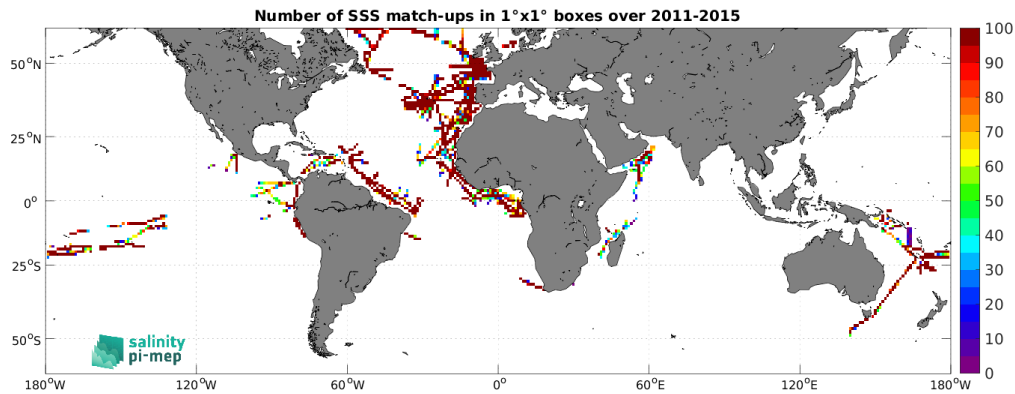 Number of SSS match-ups in 1°x1° boxes over 2011-2015
50°N
25°N
0°
25°S
50°S
180°W
120°W
60°W
0°
60°E
120°E
180°W
salinity
pi-mep
100
90
80
70
60
50
40
30
20
10
0